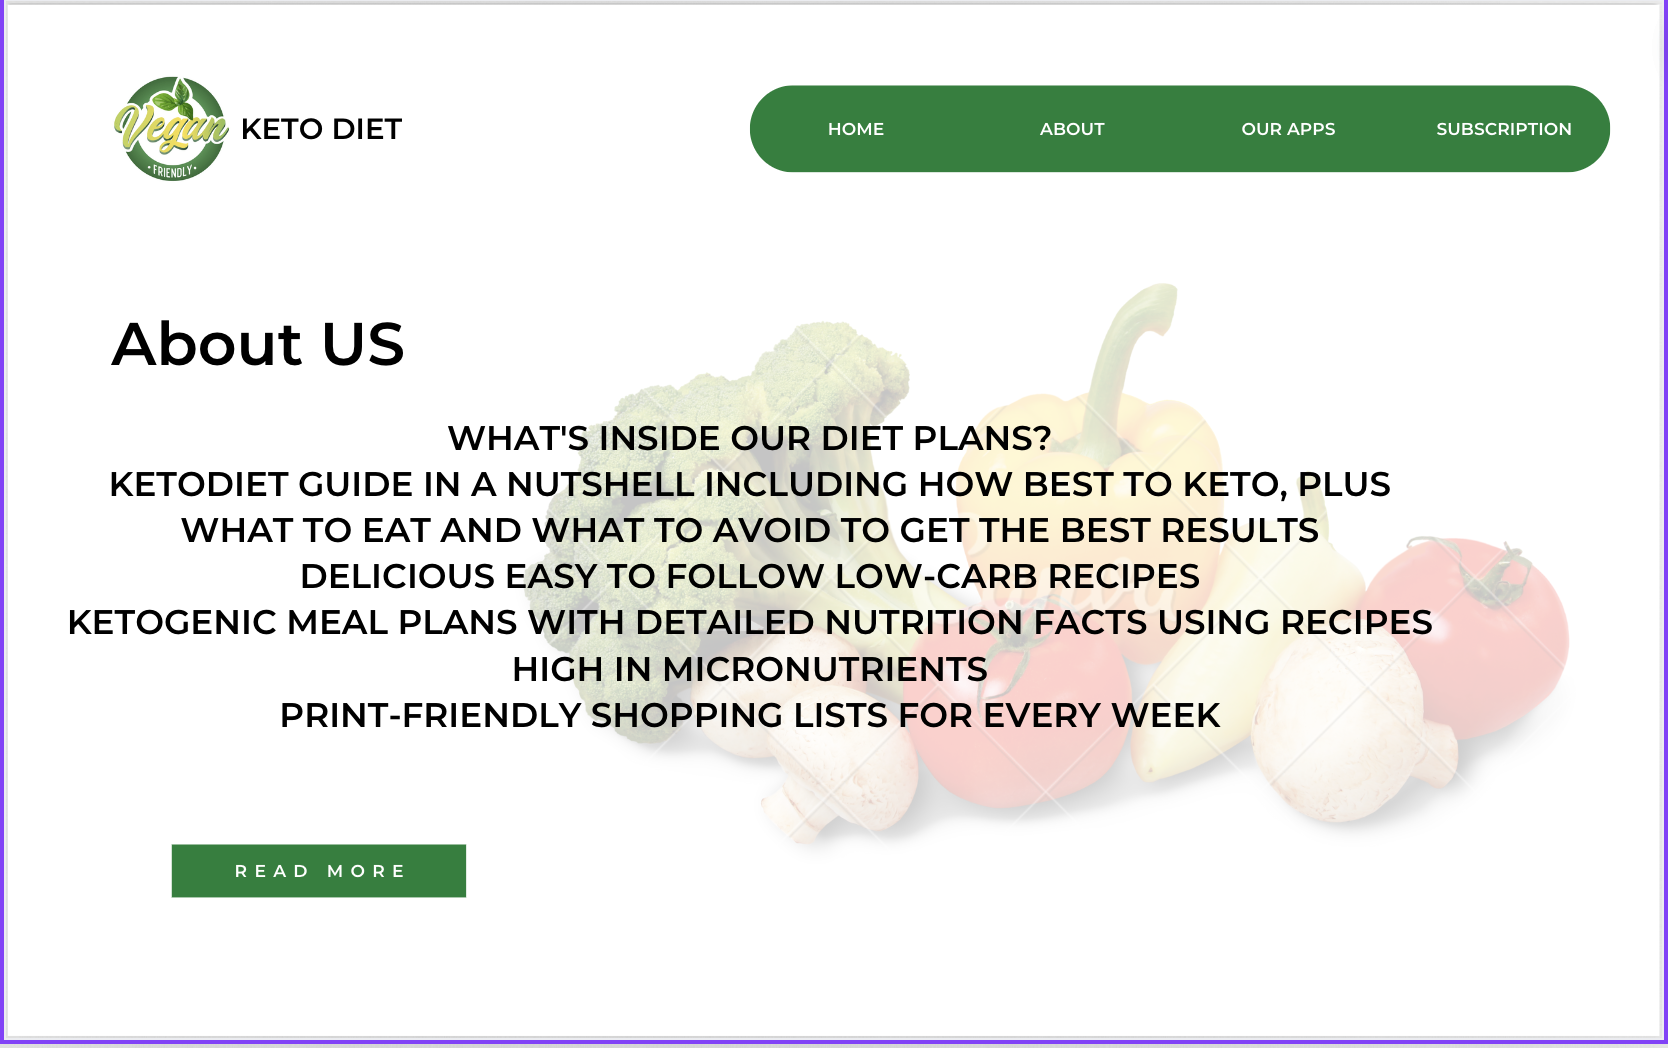 Vegan
FRIENDLY
KETO DIET
HOME
ABOUT
OUR APPS
SUBSCRIPTION
About US
WHAT'S INSIDE OUR DIET PLANS?
KETODIET GUIDE IN A NUTSHELL INCLUDING HOW BEST TO KETO, PLUS
WHAT TO EAT AND WHAT TO AVOID TO GET THE BEST RESULTS
DELICIOUS EASY TO FOLLOW LOW-CARB RECIPES
KETOGENIC MEAL PLANS WITH DETAILED NUTRITION FACTS USING RECIPES
HIGH IN MICRONUTRIENTS
PRINT-FRIENDLY SHOPPING LISTS FOR EVERY WEEK
READ MORE